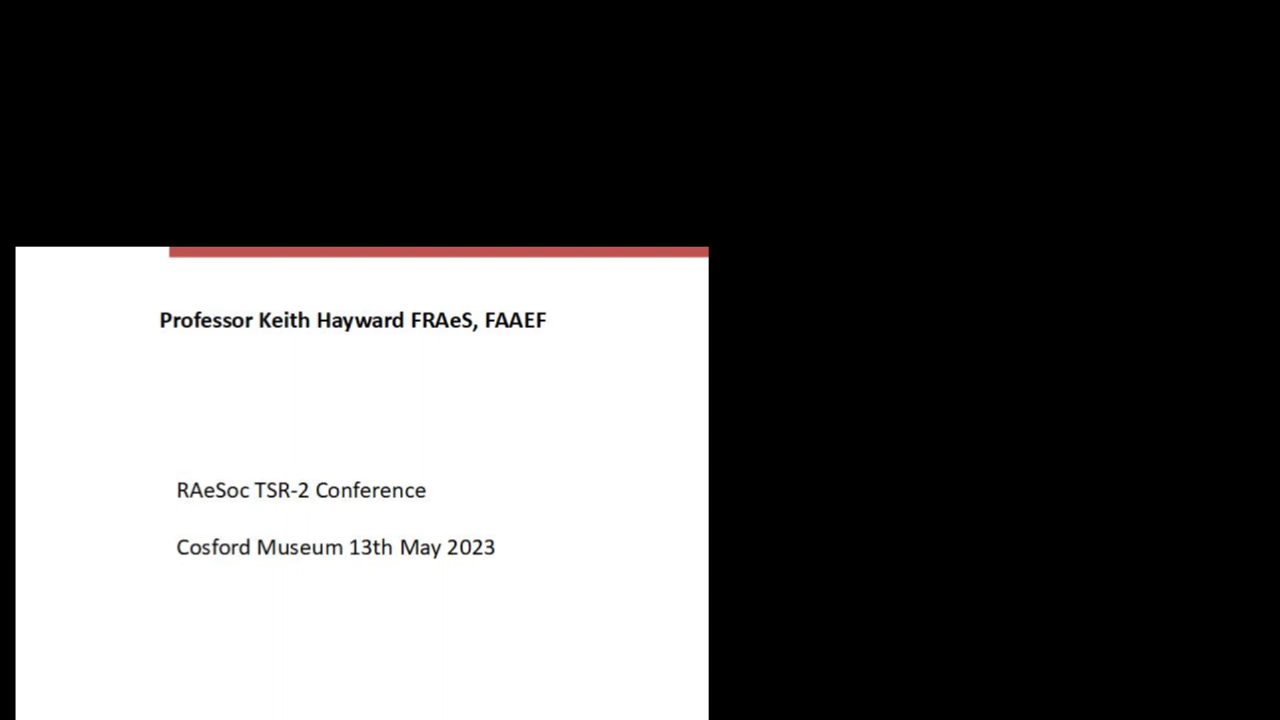 Professor Keith Hayward FRAeS, FAAEF
RAeSoc TSR-2 Conference
Cosford Museum 13th May 2023